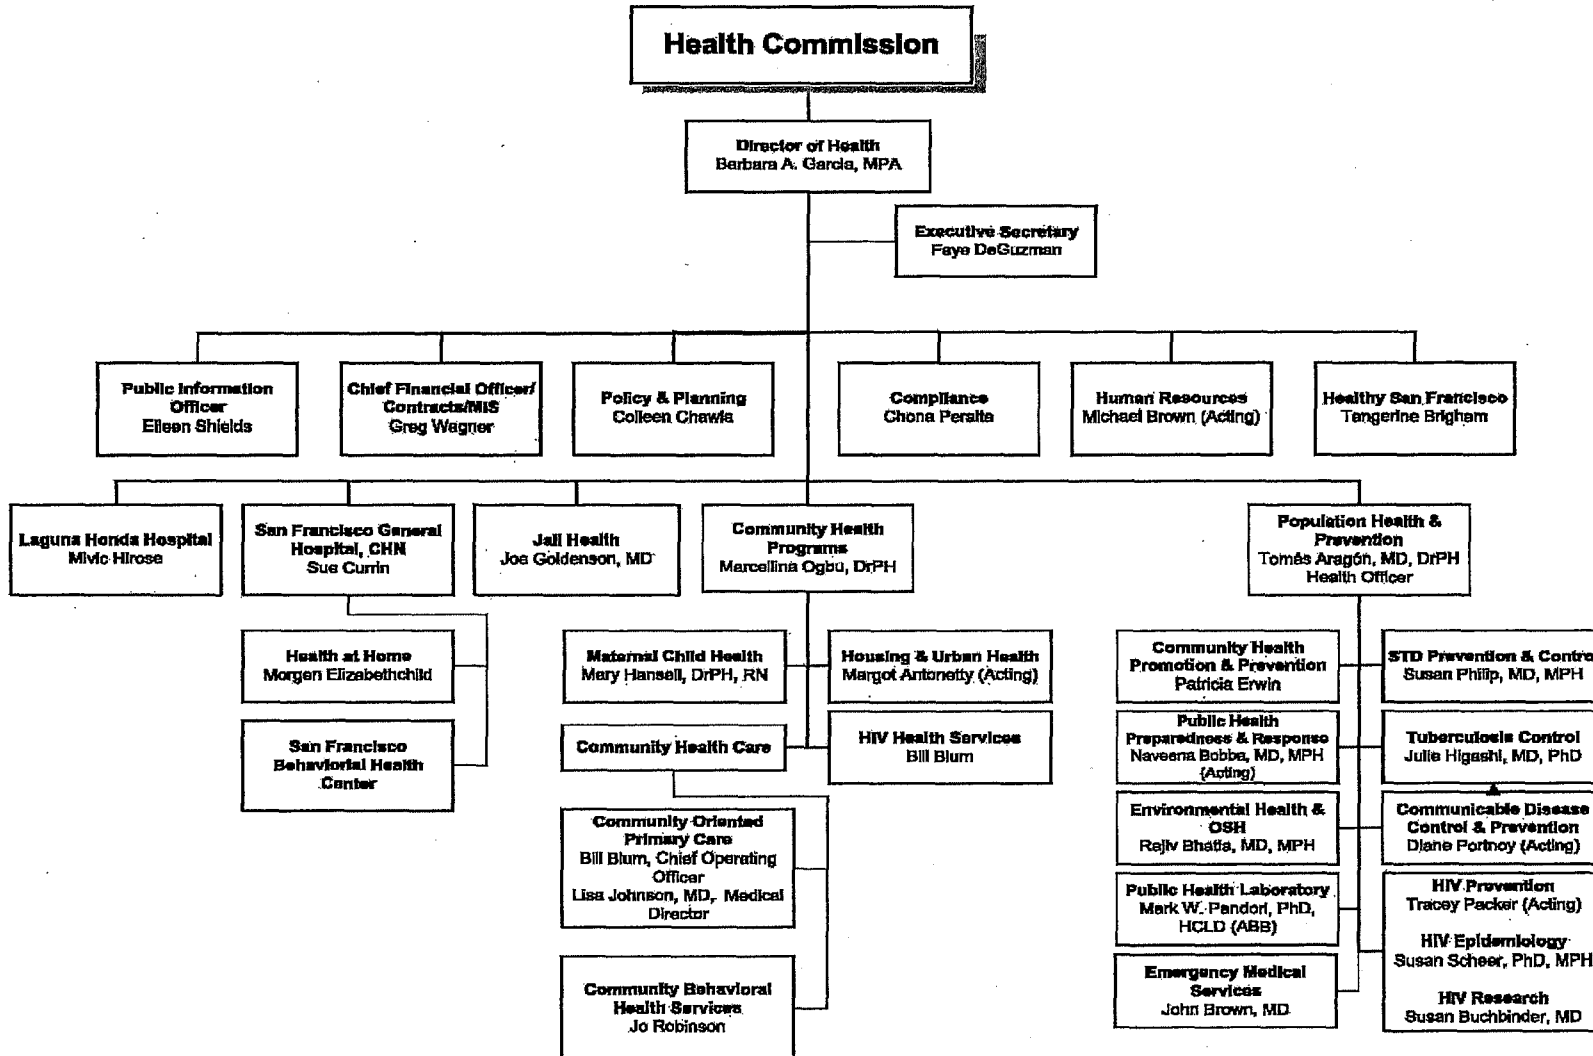 Health Commission
Director of Health
Barbara A. Garcia, MPA
Executive Secretary
Faye DeGuzman
Public Information
Officer
Eileen Shields
Chief Financial Officer/
Contracts/MIS
Greg Wagner
Policy & Planning
Colleen Chawla
Compliance
Chona Peralta
Human Resources
Michael Brown (Acting)
Healthy San Francisco
Tangerine Brigham
Laguna Honda Hospital
Mivic Hirose
San Francisco General
Hospital, CHN
Sue Currin
Jail Health
Joe Goldenson, MD
Community Health
Programs
Marcellina Ogbu, DrPH
Population Health &
Prevention
Tomás Aragón, MD, DrPH
Health Officer
Health at Home
Morgen Elizabethchild
San Francisco
Behaviorial Health
Center
Maternal Child Health
Mary Hansell, DrPH, RN
Housing & Urban Health
Margot Antonetty (Acting)
Community Health Care
HIV Health Services
Bill Blum
Community Oriented
Primary Care
Bill Blum, Chief Operating
Officer
Lisa Johnson, MD, Medical
Director
Community Behavioral
Health Services
Jo Robinson
Community Health
Promotion & Prevention
Patricia Erwin
STD Prevention & Contro
Susan Philip, MD, MPH
Public Health
Preparedness & Response
Naveena Bobba, MD, MPH
(Acting)
Tuberculosis Control
Julie Higashi, MD, PhD
Environmental Health &
OSH
Rajiv Bhatia, MD, MPH
Communicable Disease
Control & Prevention
Diane Portnoy (Acting)
Public Health Laboratory
Mark W. Pandori, PhD,
HCLD (ABB)
Emergency Medical
Services
John Brown, MD
HIV Prevention
Tracey Packer (Acting)
HIV Epidemiology
Susan Scheer, PhD, MPH
HIV Research
Susan Buchbinder, MD